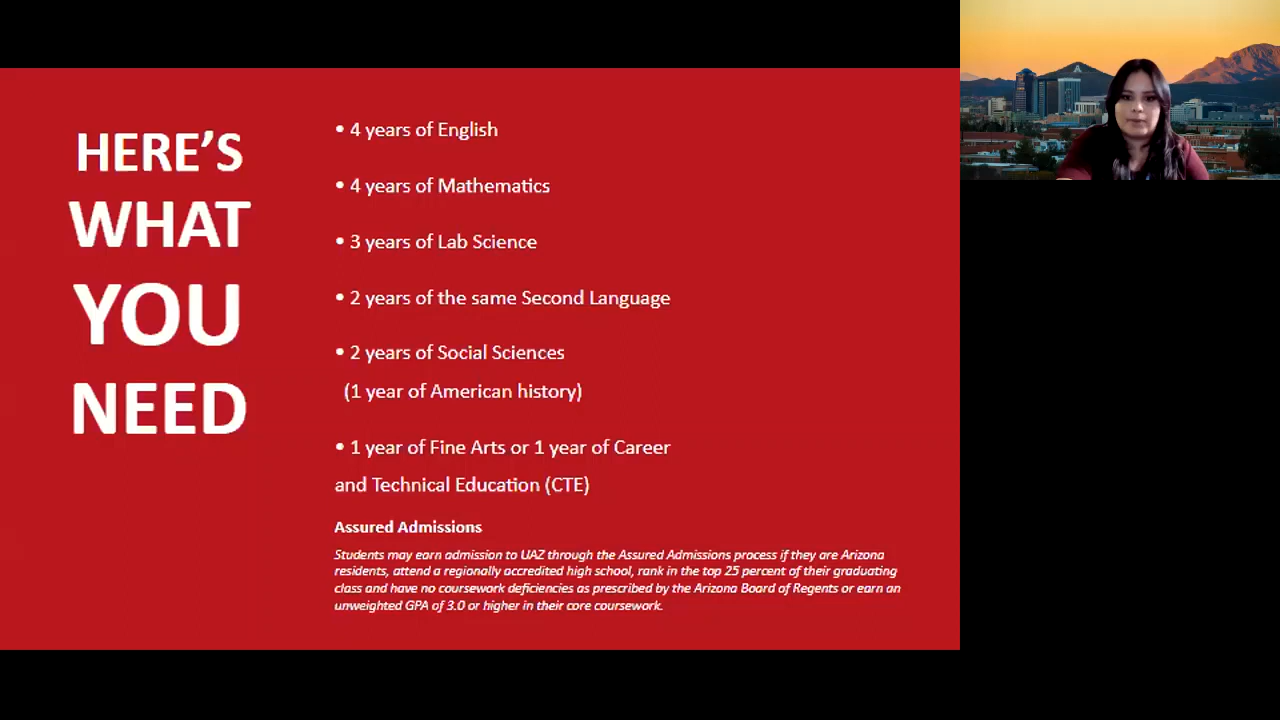 HERE'S
WHAT
YOU
NEED
• 4 years of English
• 4 years of Mathematics
• 3 years of Lab Science
• 2 years of the same Second Language
• 2 years of Social Sciences
(1 year of American history)
• 1 year of Fine Arts or 1 year of Career
and Technical Education (CTE)
Assured Admissions
Students may earn admission to UAZ through the Assured Admissions process if they are Arizona
residents, attend a regionally accredited high school, rank in the top 25 percent of their graduating
class and have no coursework deficiencies as prescribed by the Arizona Board of Regents or earn an
unweighted GPA of 3.0 or higher in their core coursework.
A